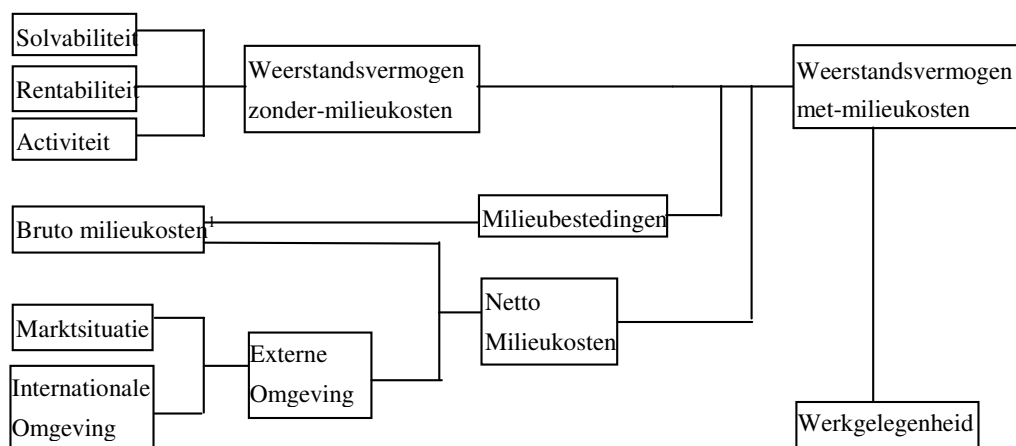 Solvabiliteit
Rentabiliteit
Activiteit
Weerstandsvermogen
zonder-milieukosten
Weerstandsvermogen
met-milieukosten
Bruto milieukosten¹
Milieubestedingen
Marktsituatie
Internationale
Omgeving
Externe
Omgeving
Netto
Milieukosten
Werkgelegenheid